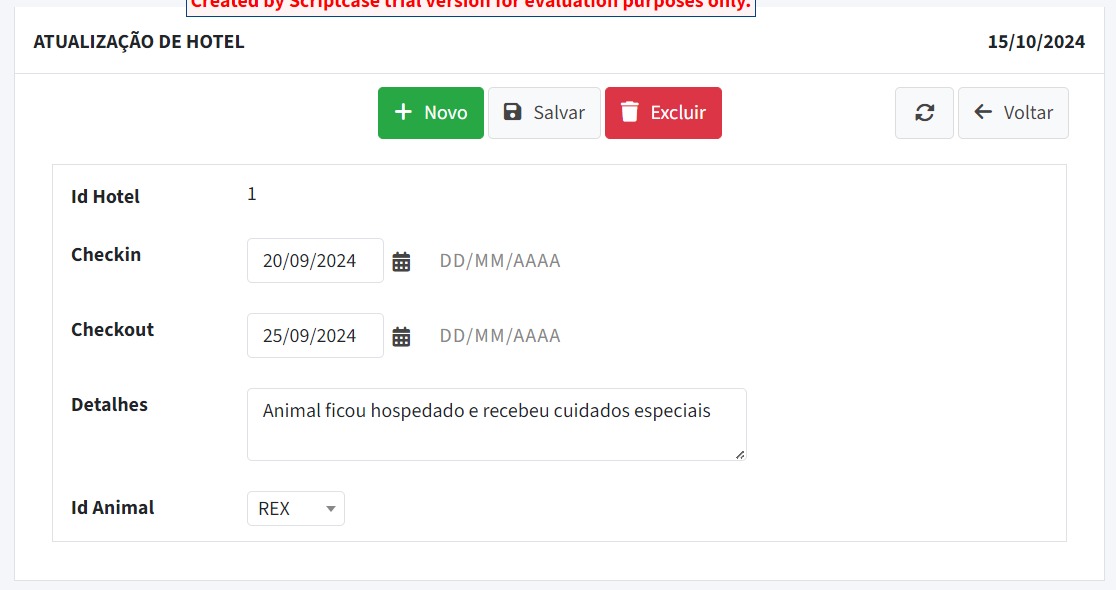 Created by Scriptcase trial version for evaluation purposes only.
ATUALIZAÇÃO DE HOTEL 15/10/2024
Novo Salvar Excluir Voltar
Id Hotel 1
Checkin 20/09/2024 DD/MM/AAAA
Checkout 25/09/2024 DD/MM/AAAA
Detalhes Animal ficou hospedado e recebeu cuidados especiais
Id Animal REX